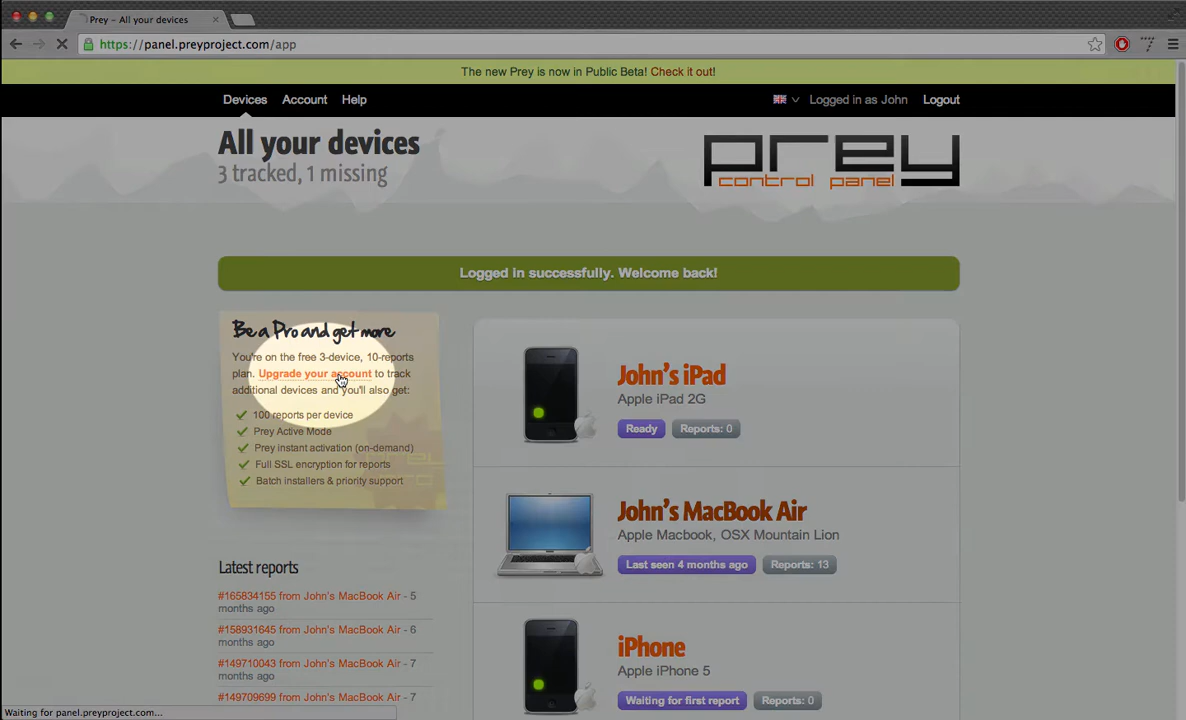 Prey – All your devices
https://panel.preyproject.com/app
The new Prey is now in Public Beta! Check it out!
Devices Account Help Logged in as John Logout
All your devices
3 tracked, 1 missing
prey
control panel
Logged in successfully. Welcome back!
Be a Pro and get more
You're on the free 3-device, 10-reports
plan. Upgrade your account to track
additional devices and you'll also get:
100 reports per device
Prey Active Mode
Prey instant activation (on-demand)
Full SSL encryption for reports
Batch installers & priority support
Latest reports
#165834155 from John's MacBook Air - 5
months ago
#158931645 from John's MacBook Air - 6
months ago
#149710043 from John's MacBook Air - 7
months ago
#149709699 from John's MacBook Air - 7
John's iPad
Apple iPad 2G
Ready Reports: 0
John's MacBook Air
Apple Macbook, OSX Mountain Lion
Last seen 4 months ago Reports: 13
iPhone
Apple iPhone 5
Waiting for first report Reports: 0
Waiting for panel.preyproject.com...